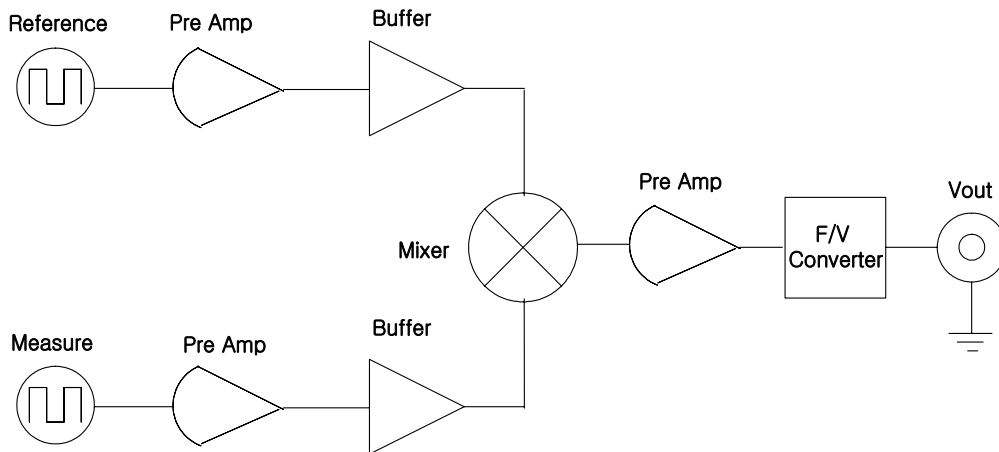 Reference
Pre Amp
Buffer
Pre Amp
Vout
Mixer
F/V
Converter
Measure
Pre Amp
Buffer